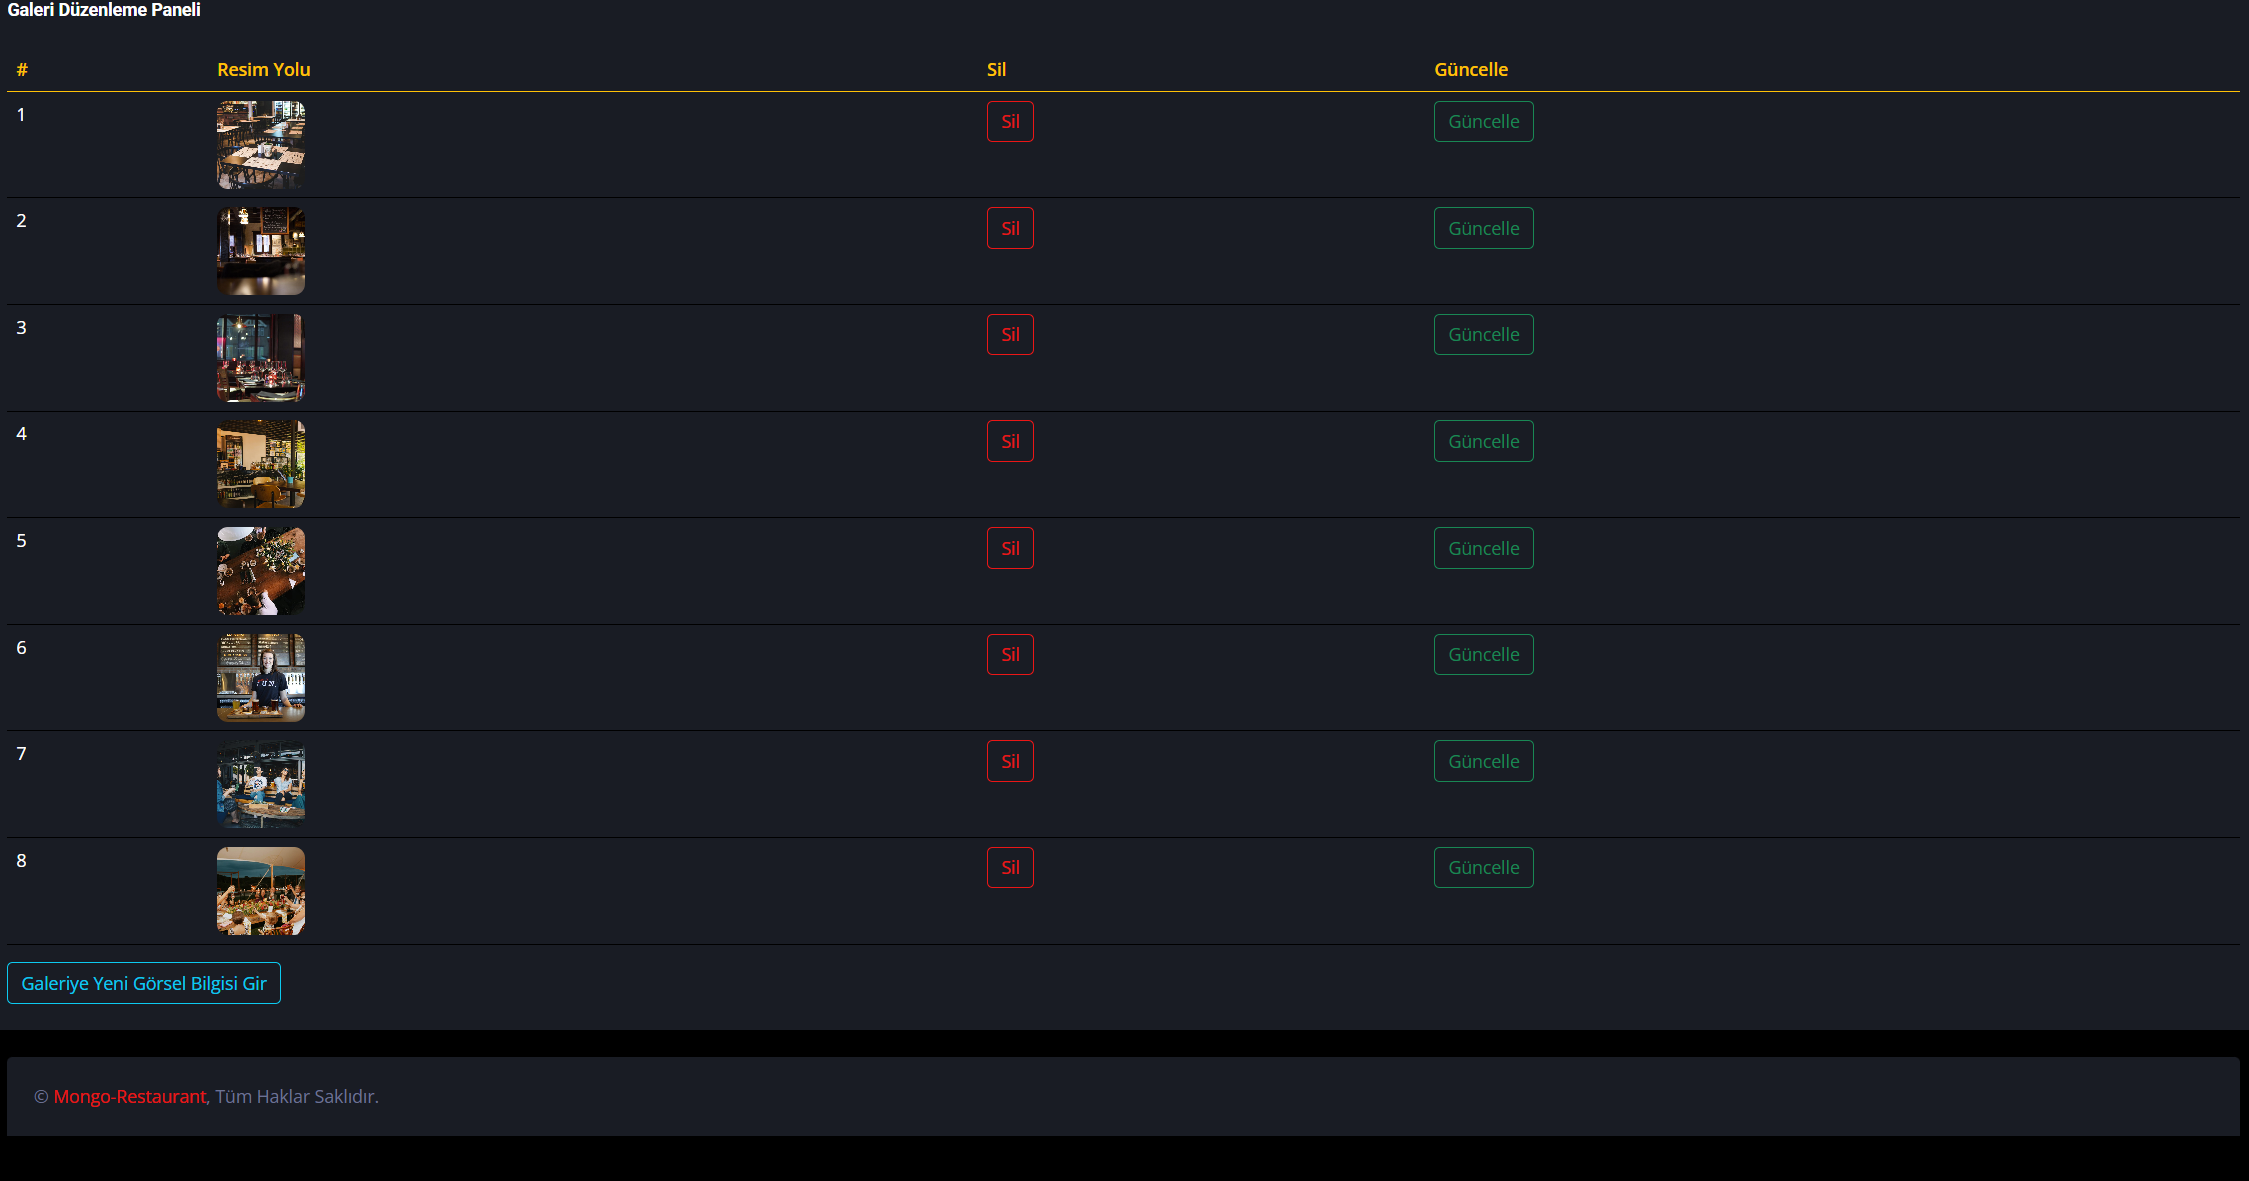 Galeri Düzenleme Paneli
# Resim Yolu Sil Güncelle
1 Sil Güncelle
2 Sil Güncelle
3 Sil Güncelle
4 Sil Güncelle
5 Sil Güncelle
6 Sil Güncelle
7 Sil Güncelle
8 Sil Güncelle
Galeriye Yeni Görsel Bilgisi Gir
© Mongo-Restaurant, Tüm Haklar Saklıdır.